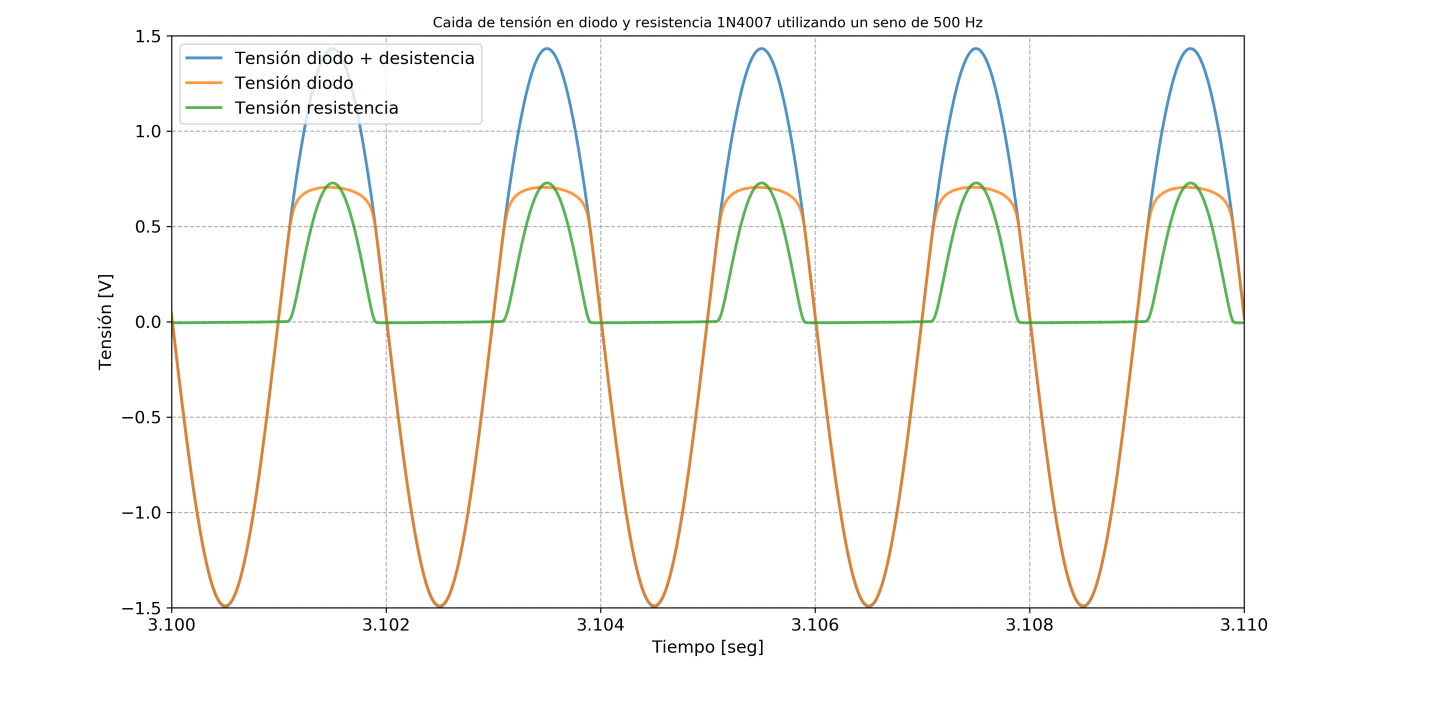 Caida de tensión en diodo y resistencia 1N4007 utilizando un seno de 500 Hz
Tensión diodo + desistencia
Tensión diodo
Tensión resistencia
Tensión [V]
1.5
1.0
0.5
0.0
−0.5
−1.0
−1.5
3.100 3.102 3.104 3.106 3.108 3.110
Tiempo [seg]